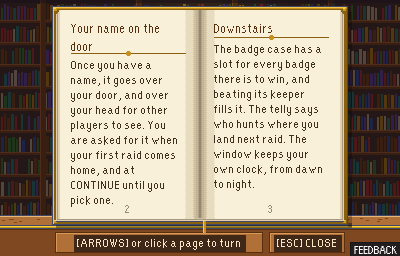 Your name on the
door
Once you have a
name, it goes over
your door, and over
your head for other
players to see. You
are asked for it when
your first raid comes
home, and at
CONTINUE until you
pick one.
2
Downstairs
The badge case has a
slot for every badge
there is to win, and
beating its keeper
fills it. The telly says
who hunts where you
land next raid. The
window keeps your
own clock, from dawn
to night.
3
[ARROWS] or click a page to turn
[ESC] CLOSE
FEEDBACK